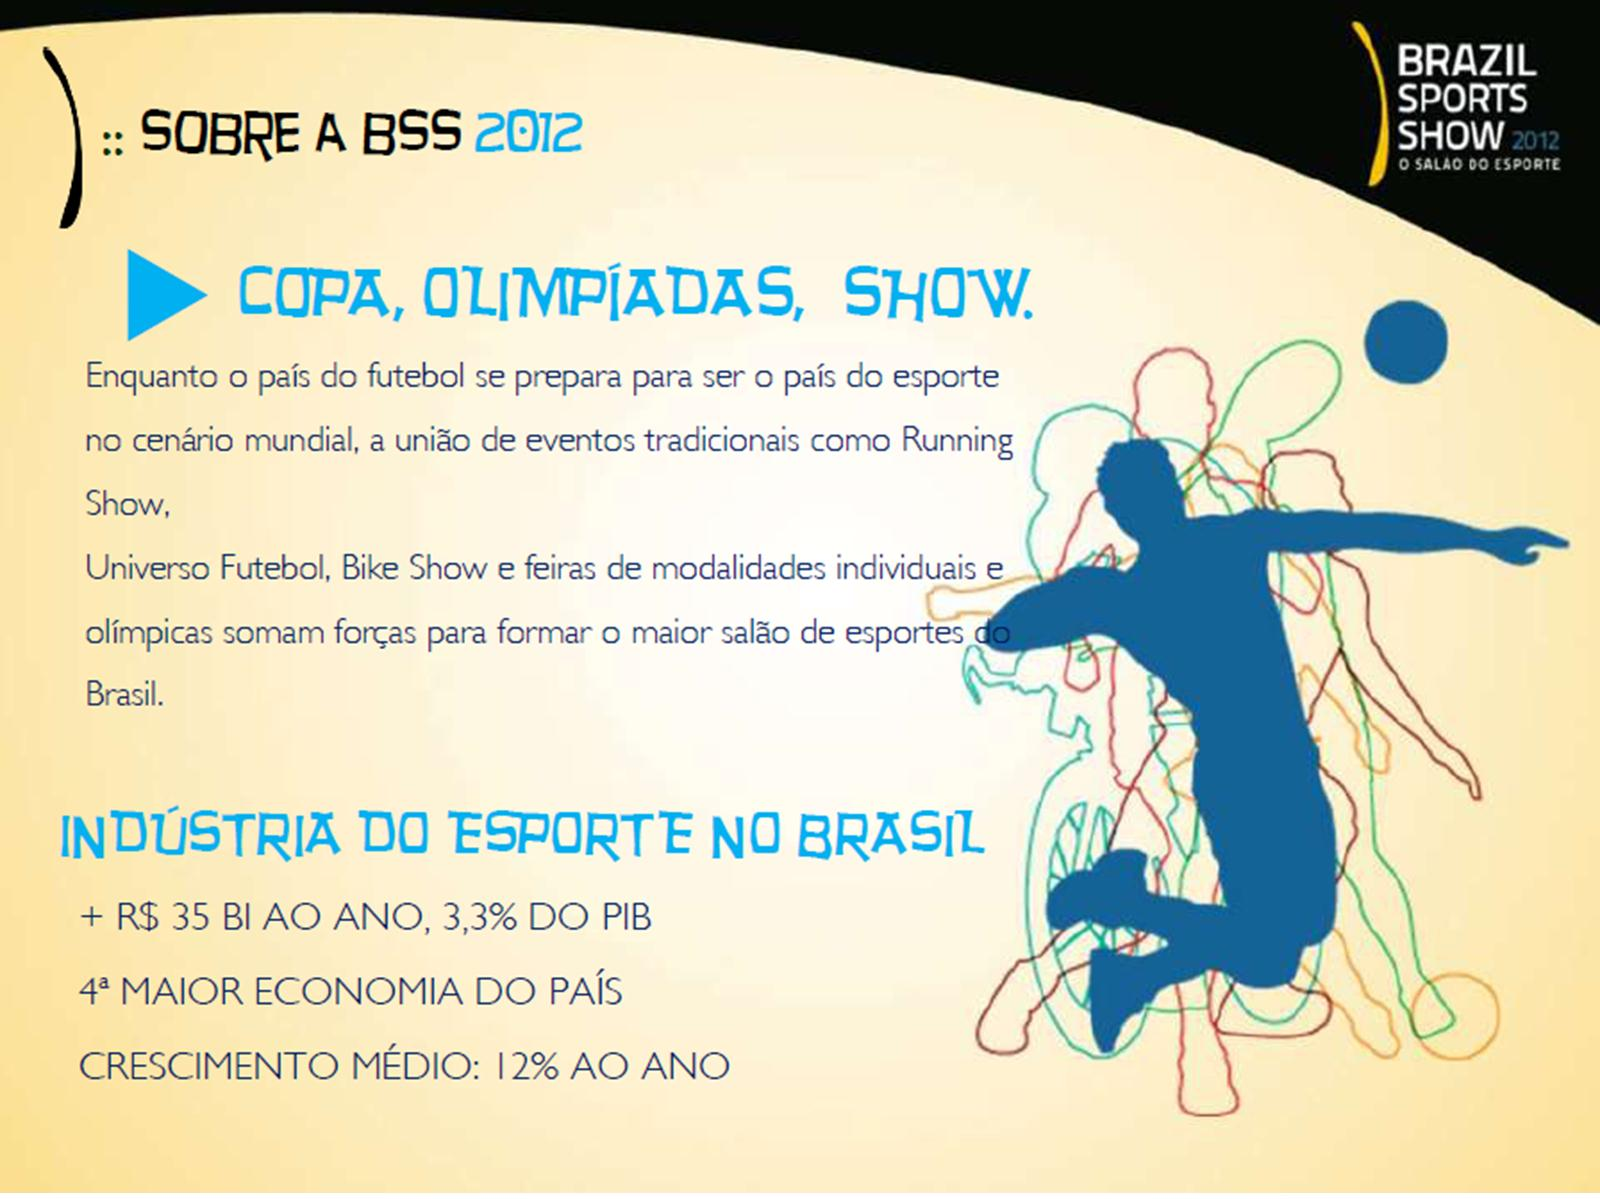 :: SOBRE A BSS 2012
BRAZIL
SPORTS
SHOW 2012
O SALÃO DO ESPORTE
COPA, OLIMPÍADAS, SHOW.
Enquanto o país do futebol se prepara para ser o país do esporte
no cenário mundial, a união de eventos tradicionais como Running
Show,
Universo Futebol, Bike Show e feiras de modalidades individuais e
olímpicas somam forças para formar o maior salão de esportes do
Brasil.
INDÚSTRIA DO ESPORTE NO BRASIL
+ R$ 35 BI AO ANO, 3,3% DO PIB
4ª MAIOR ECONOMIA DO PAÍS
CRESCIMENTO MÉDIO: 12% AO ANO